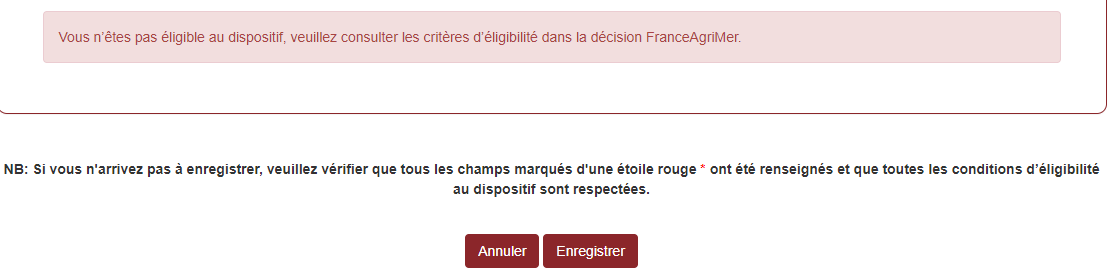 Vous n’êtes pas éligible au dispositif, veuillez consulter les critères d’éligibilité dans la décision FranceAgriMer.
NB: Si vous n'arrivez pas à enregistrer, veuillez vérifier que tous les champs marqués d'une étoile rouge * ont été renseignés et que toutes les conditions d’éligibilité
au dispositif sont respectées.
Annuler Enregistrer